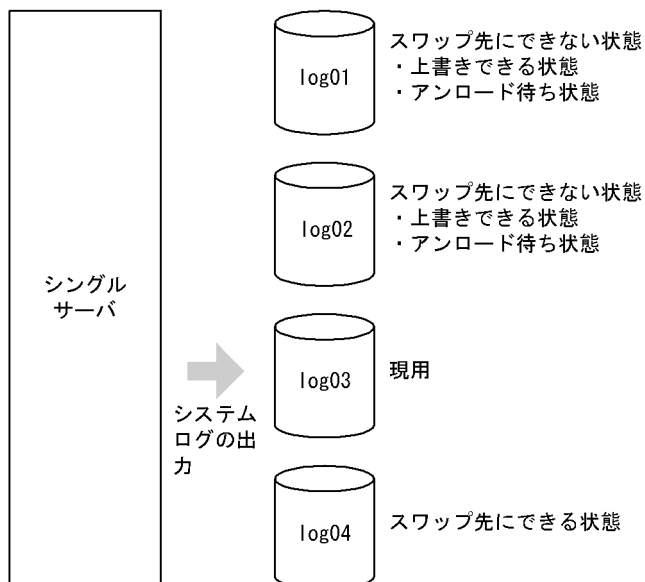 log01
スワップ先にできない状態
・上書きできる状態
・アンロード待ち状態
log02
スワップ先にできない状態
・上書きできる状態
・アンロード待ち状態
シングル
サーバ
log03
現用
システム
ログの出
力
log04
スワップ先にできる状態